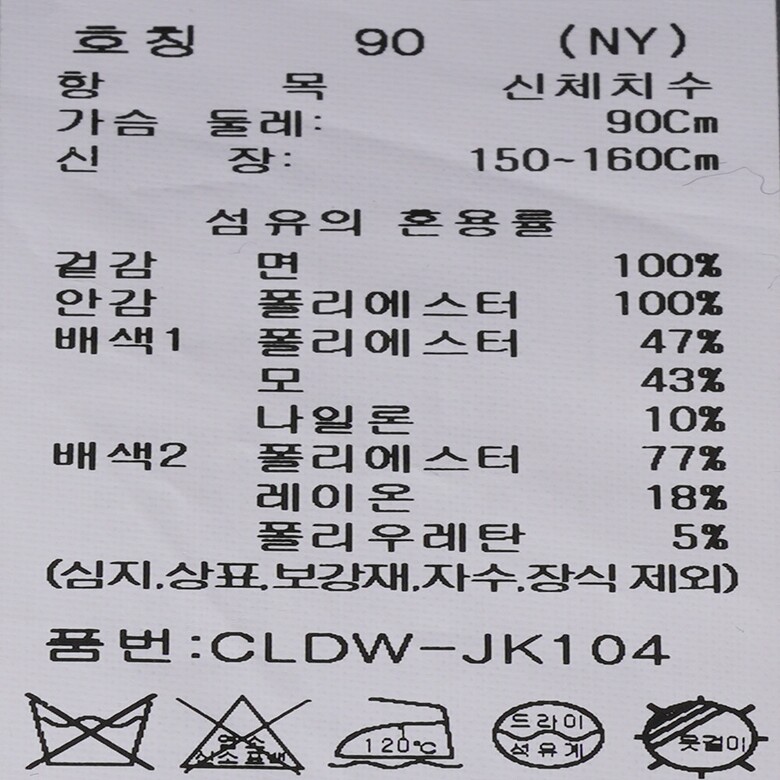 호칭 90 (NY)
항 목 신체치수
가슴 둘레: 90Cm
신 장: 150~160Cm
섬유의 혼용률
겉감 면 100%
안감 폴리에스터 100%
배색1 폴리에스터 47%
모 43%
나일론 10%
배색2 폴리에스터 77%
레이온 18%
폴리우레탄 5%
(심지,상표,보강재,자수,장식 제외)
품번:CLDW-JK104
염소
산소표백
120℃
드라이
석유계
옷걸이